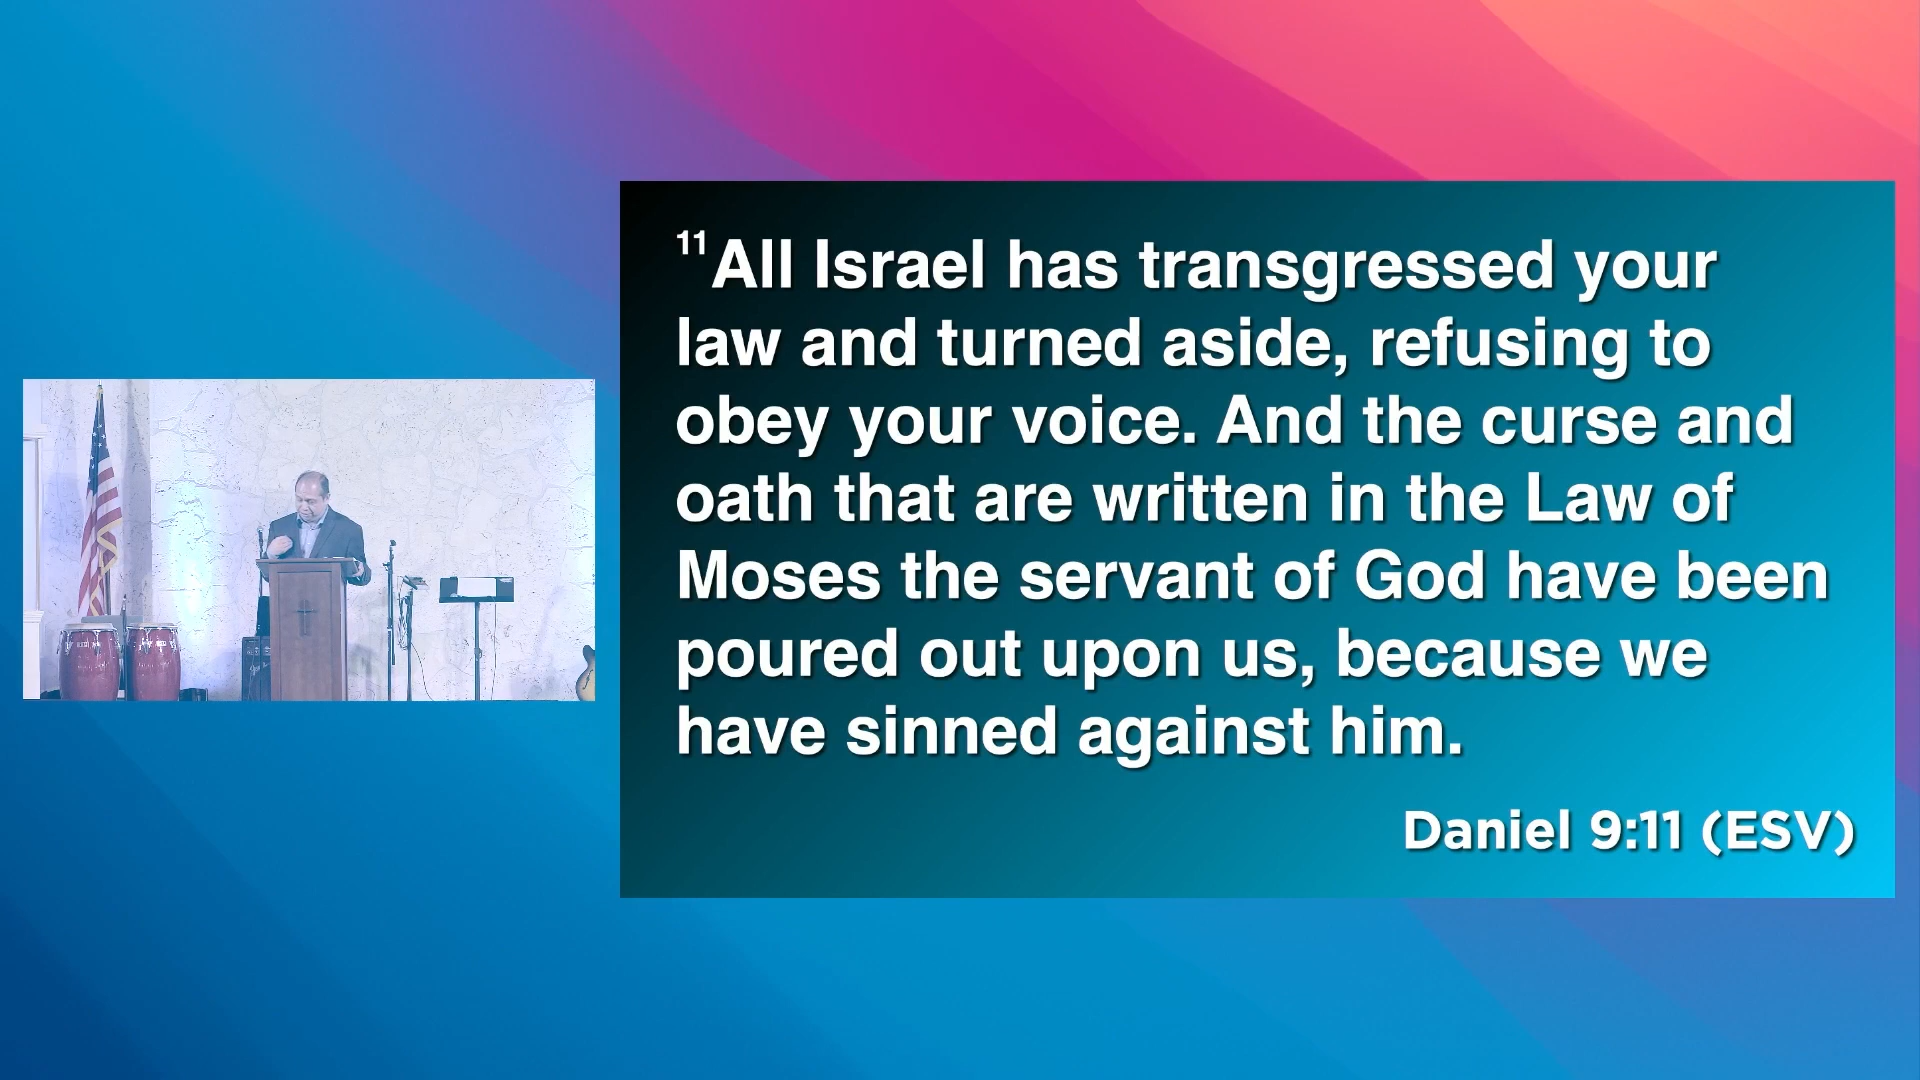 11All Israel has transgressed your
law and turned aside, refusing to
obey your voice. And the curse and
oath that are written in the Law of
Moses the servant of God have been
poured out upon us, because we
have sinned against him.
Daniel 9:11 (ESV)